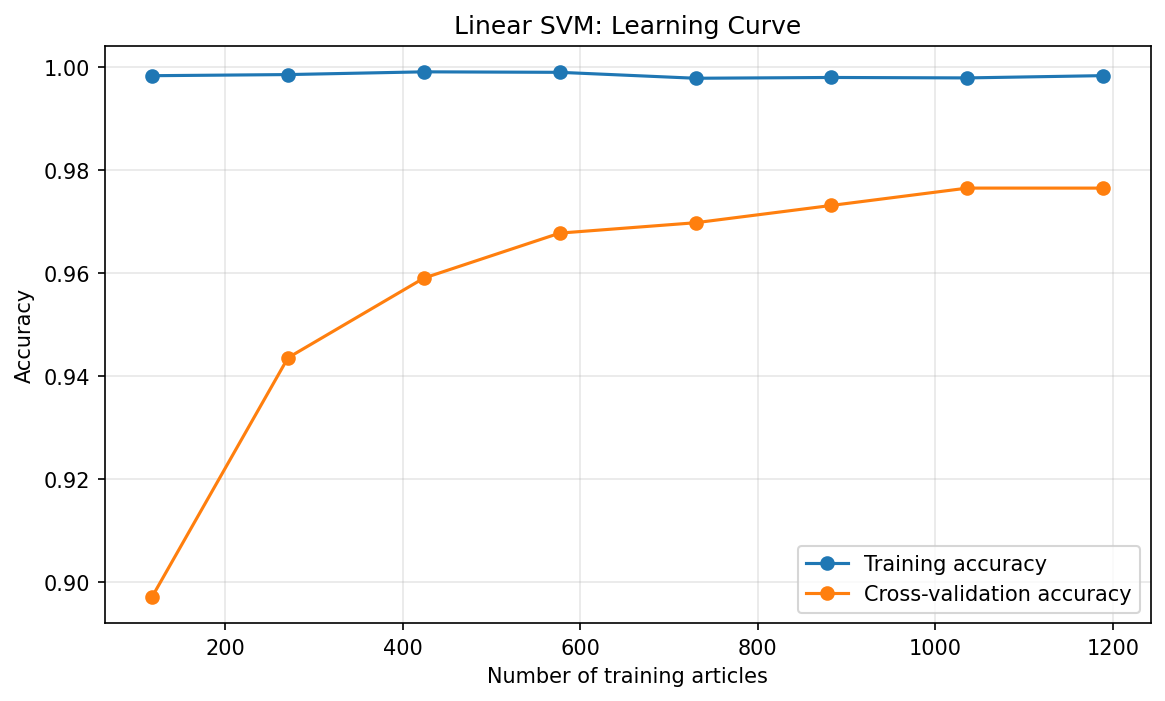 Linear SVM: Learning Curve
1.00
0.98
0.96
0.94
0.92
0.90
Accuracy
200 400 600 800 1000 1200
Number of training articles
Training accuracy
Cross-validation accuracy